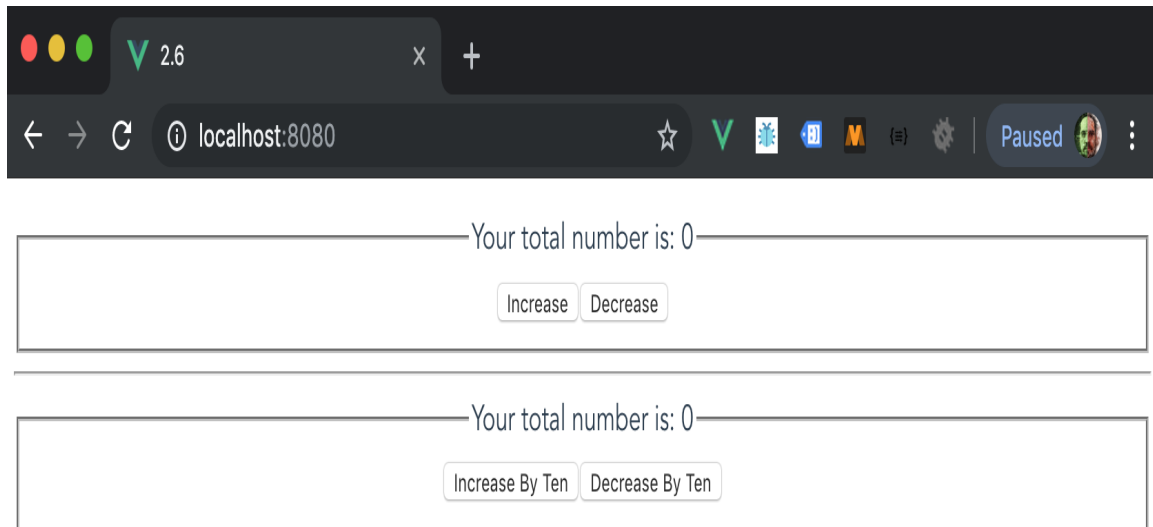 2.6
localhost:8080
Paused
Your total number is: 0
Increase Decrease
Your total number is: 0
Increase By Ten Decrease By Ten